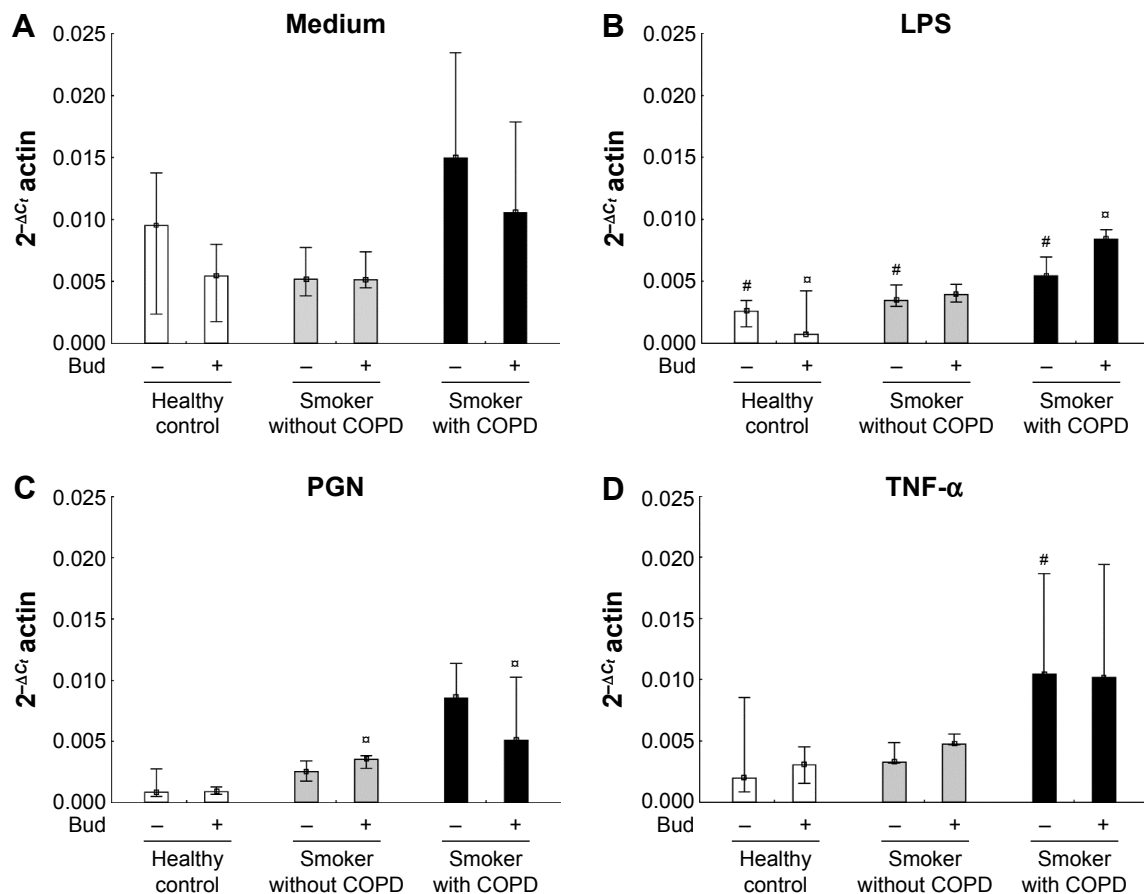 A Medium
2−ΔCt actin
0.025
0.020
0.015
0.010
0.005
0.000
Bud – + – + – +
Healthy control
Smoker without COPD
Smoker with COPD
B LPS
2−ΔCt actin
0.025
0.020
0.015
0.010
0.005
0.000
# ¤ # # ¤
Bud – + – + – +
Healthy control
Smoker without COPD
Smoker with COPD
C PGN
2−ΔCt actin
0.025
0.020
0.015
0.010
0.005
0.000
¤ ¤
Bud – + – + – +
Healthy control
Smoker without COPD
Smoker with COPD
D TNF-α
2−ΔCt actin
0.025
0.020
0.015
0.010
0.005
0.000
#
Bud – + – + – +
Healthy control
Smoker without COPD
Smoker with COPD